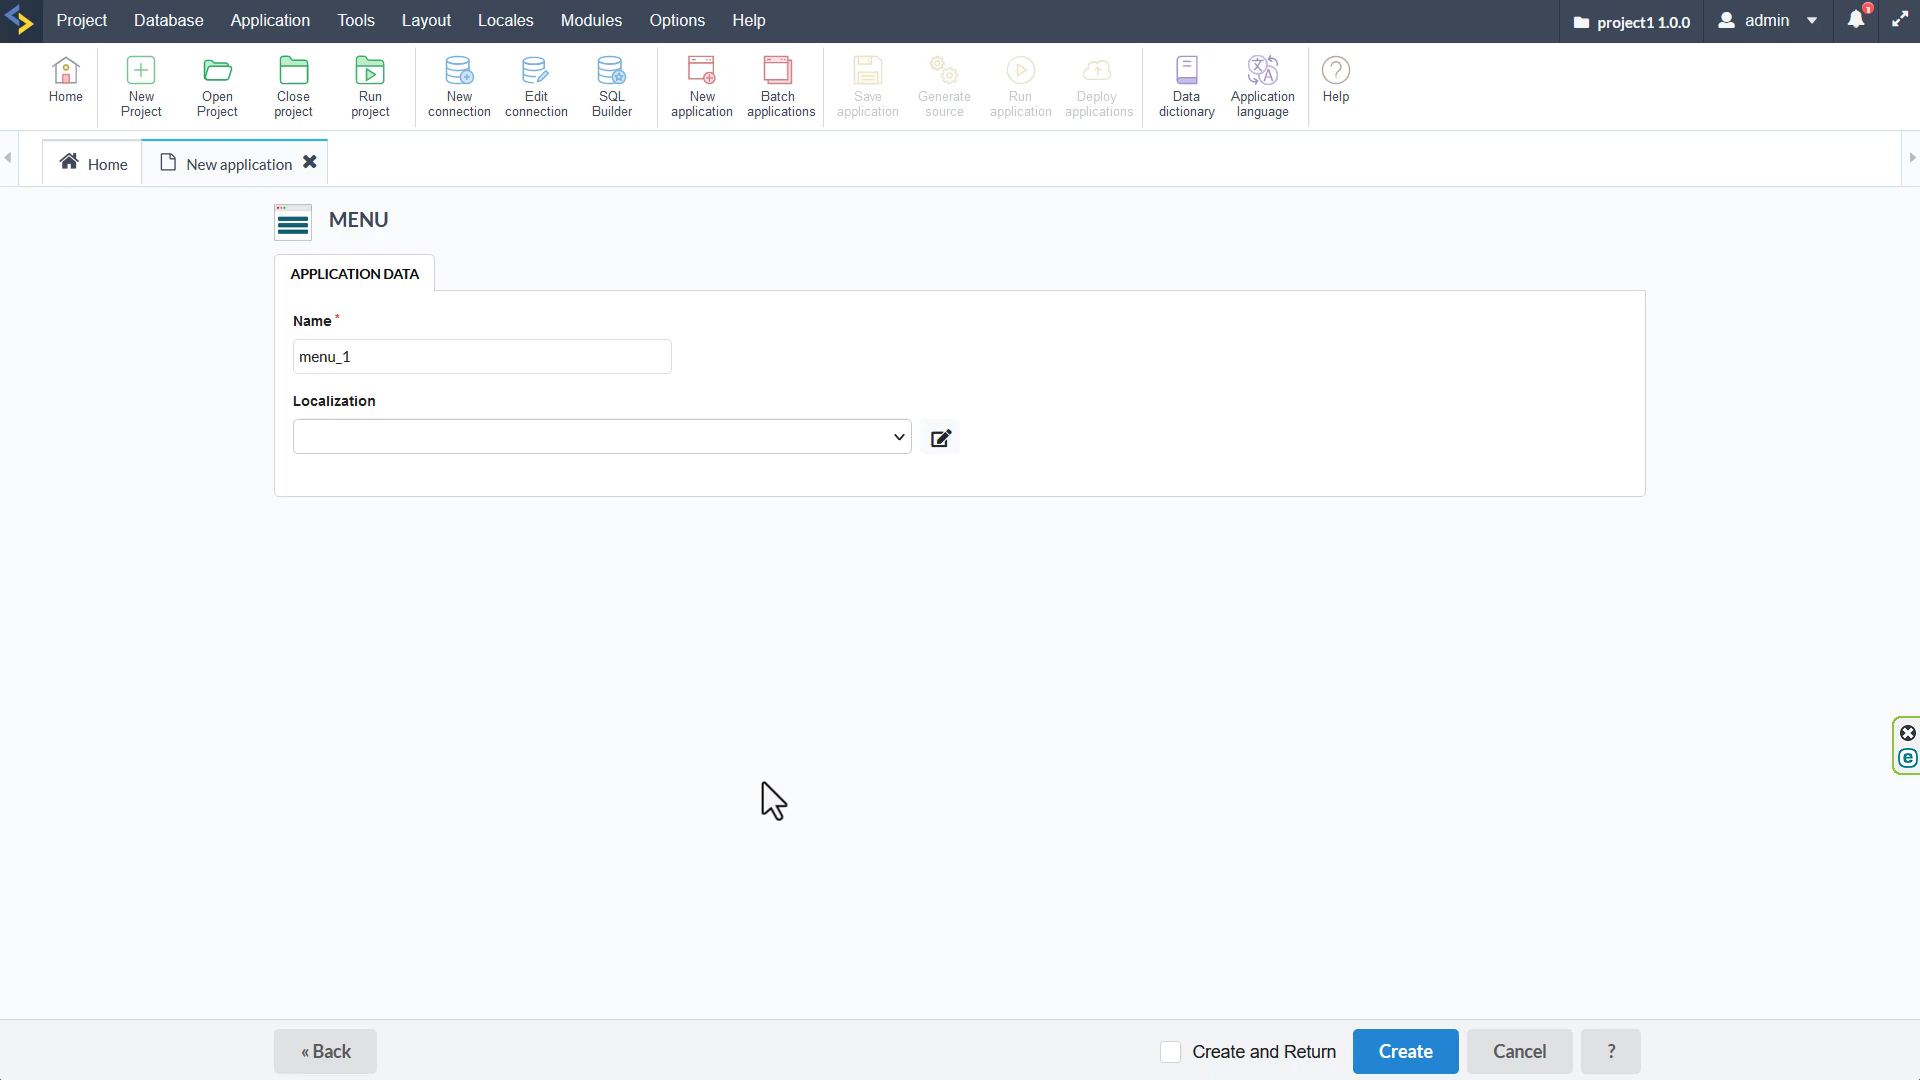 Project Database Application Tools Layout Locales Modules Options Help project1 1.0.0 admin 1
Home New Project Open Project Close project Run project New connection Edit connection SQL Builder New application Batch applications Save application Generate source Run application Deploy applications Data dictionary Application language Help
Home New application
MENU
APPLICATION DATA
Name *
menu_1
Localization
« Back Create and Return Create Cancel ?